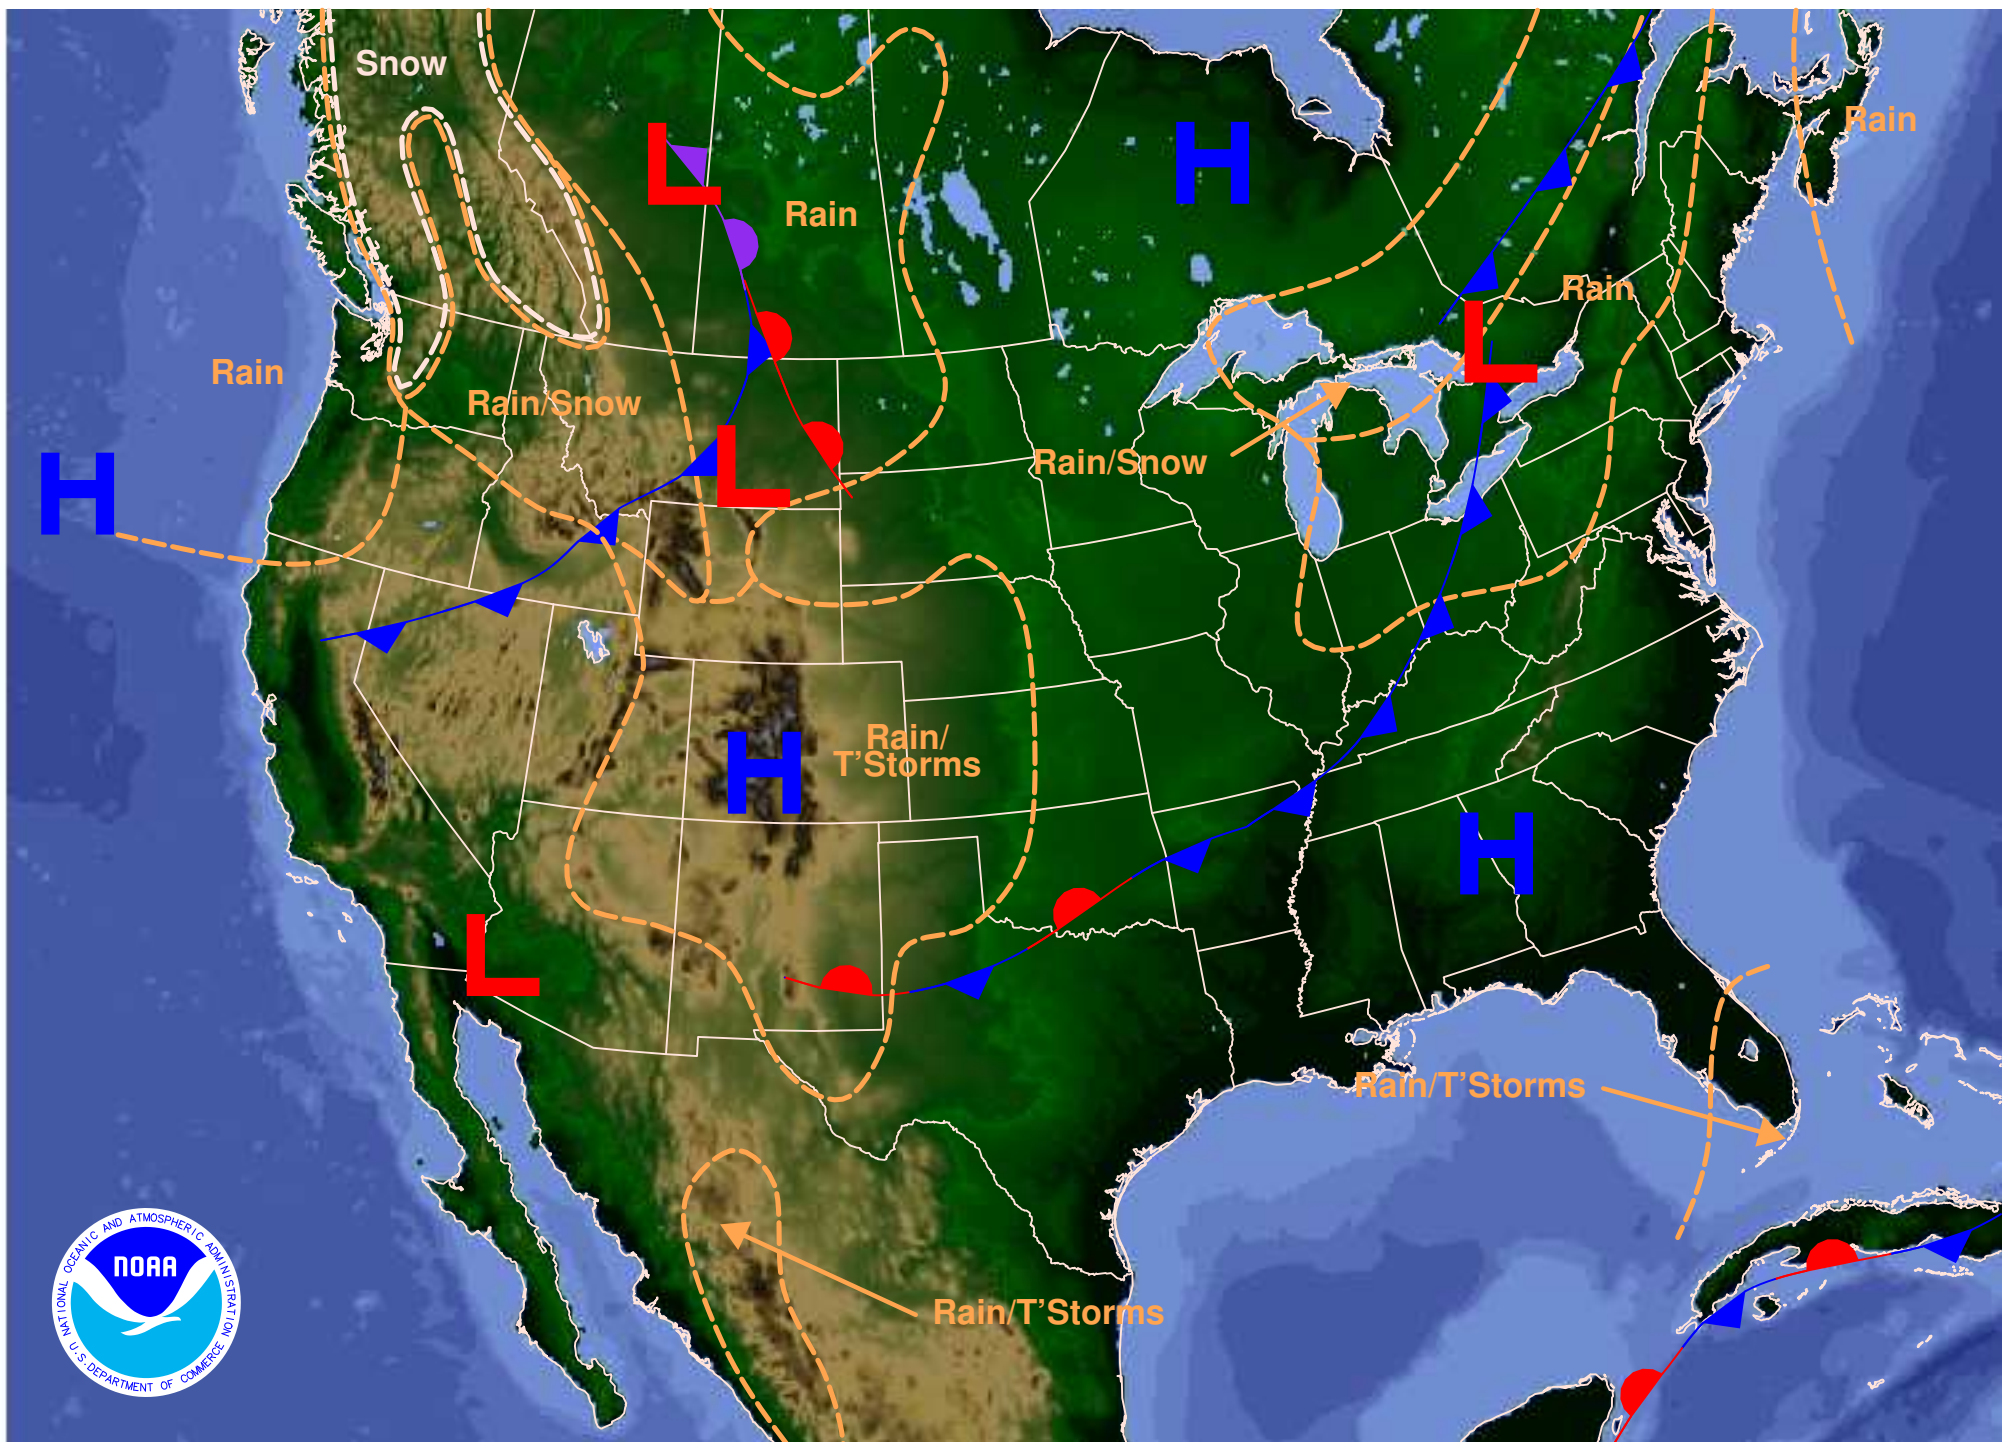 Snow
Rain
H
L
Rain
Rain
L
Rain
Rain/Snow
L
Rain/Snow
H
Rain/
T'Storms
H
H
L
Rain/T'Storms
Rain/T'Storms
NATIONAL OCEANIC AND ATMOSPHERIC ADMINISTRATION
NOAA
U.S. DEPARTMENT OF COMMERCE